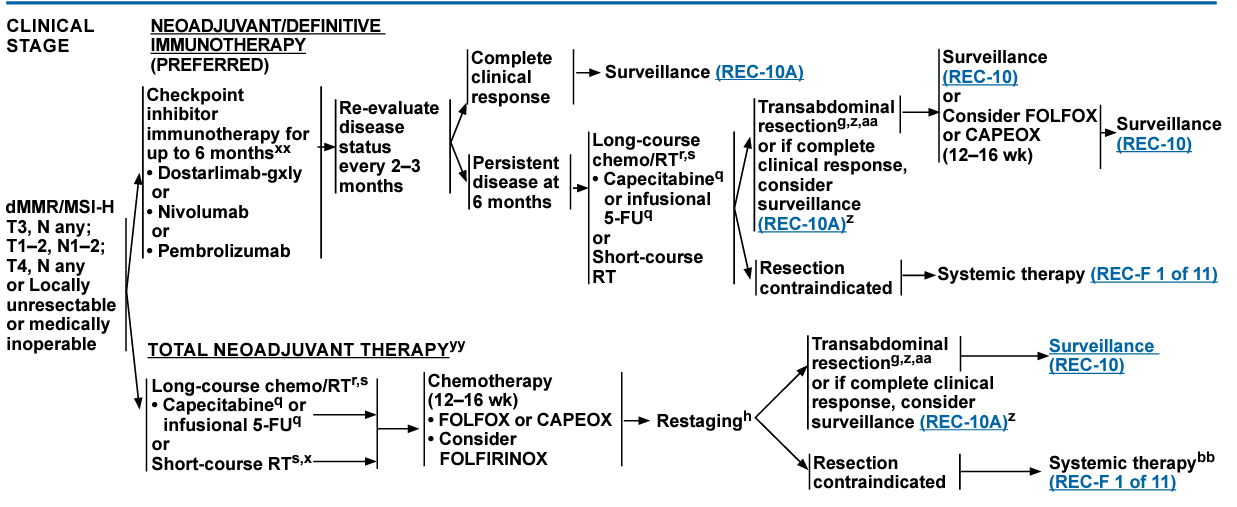 CLINICAL
STAGE
NEOADJUVANT/DEFINITIVE
IMMUNOTHERAPY
(PREFERRED)
dMMR/MSI-H
T3, N any;
T1–2, N1–2;
T4, N any
or Locally
unresectable
or medically
inoperable
Checkpoint
inhibitor
immunotherapy for
up to 6 months^xx
• Dostarlimab-gxly
or
• Nivolumab
or
• Pembrolizumab
Re-evaluate
disease
status
every 2–3
months
Complete
clinical
response
Surveillance (REC-10A)
Persistent
disease at
6 months
Long-course
chemo/RT^r,s
• Capecitabine^q
or infusional
5-FU^q
or
Short-course
RT
Transabdominal
resection^g,z,aa
or if complete
clinical response,
consider
surveillance
(REC-10A)^z
Surveillance
(REC-10)
or
Consider FOLFOX
or CAPEOX
(12–16 wk)
Surveillance
(REC-10)
Resection
contraindicated
Systemic therapy (REC-F 1 of 11)
TOTAL NEOADJUVANT THERAPY^yy
Long-course chemo/RT^r,s
• Capecitabine^q or
infusional 5-FU^q
or
Short-course RT^s,x
Chemotherapy
(12–16 wk)
• FOLFOX or CAPEOX
• Consider
FOLFIRINOX
Restaging^h
Transabdominal
resection^g,z,aa
or if complete clinical
response, consider
surveillance (REC-10A)^z
Surveillance
(REC-10)
Resection
contraindicated
Systemic therapy^bb
(REC-F 1 of 11)